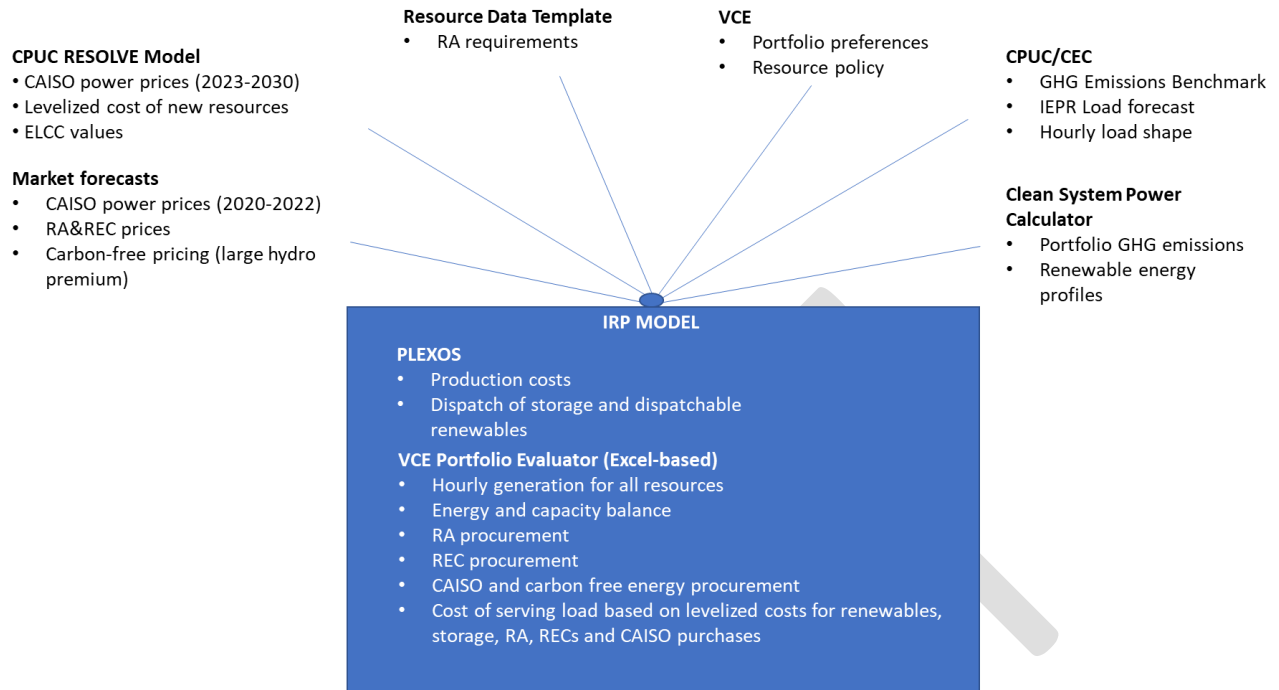 Resource Data Template
• RA requirements
VCE
• Portfolio preferences
• Resource policy
CPUC RESOLVE Model
• CAISO power prices (2023-2030)
• Levelized cost of new resources
• ELCC values
Market forecasts
• CAISO power prices (2020-2022)
• RA&REC prices
• Carbon-free pricing (large hydro
premium)
CPUC/CEC
• GHG Emissions Benchmark
• IEPR Load forecast
• Hourly load shape
Clean System Power
Calculator
• Portfolio GHG emissions
• Renewable energy
profiles
IRP MODEL
PLEXOS
• Production costs
• Dispatch of storage and dispatchable
renewables
VCE Portfolio Evaluator (Excel-based)
• Hourly generation for all resources
• Energy and capacity balance
• RA procurement
• REC procurement
• CAISO and carbon free energy procurement
• Cost of serving load based on levelized costs for renewables,
storage, RA, RECs and CAISO purchases